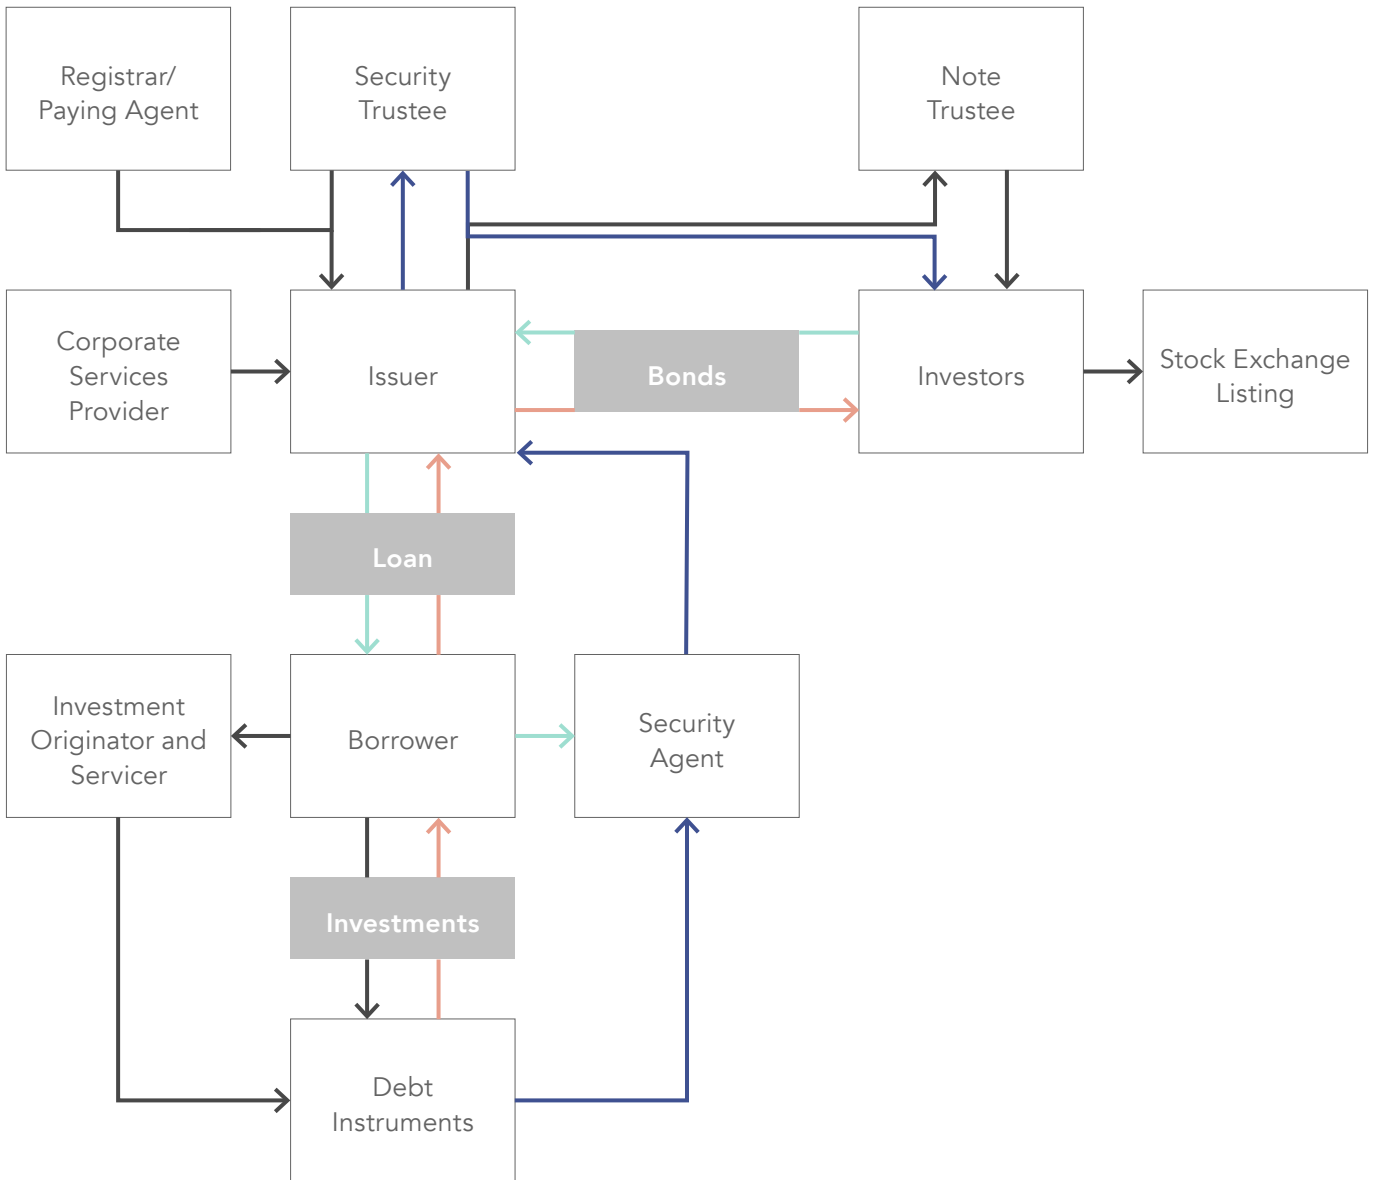 Registrar/
Paying Agent
Security
Trustee
Note
Trustee
Corporate
Services
Provider
Issuer
Bonds
Investors
Stock Exchange
Listing
Loan
Investment
Originator and
Servicer
Borrower
Security
Agent
Investments
Debt
Instruments